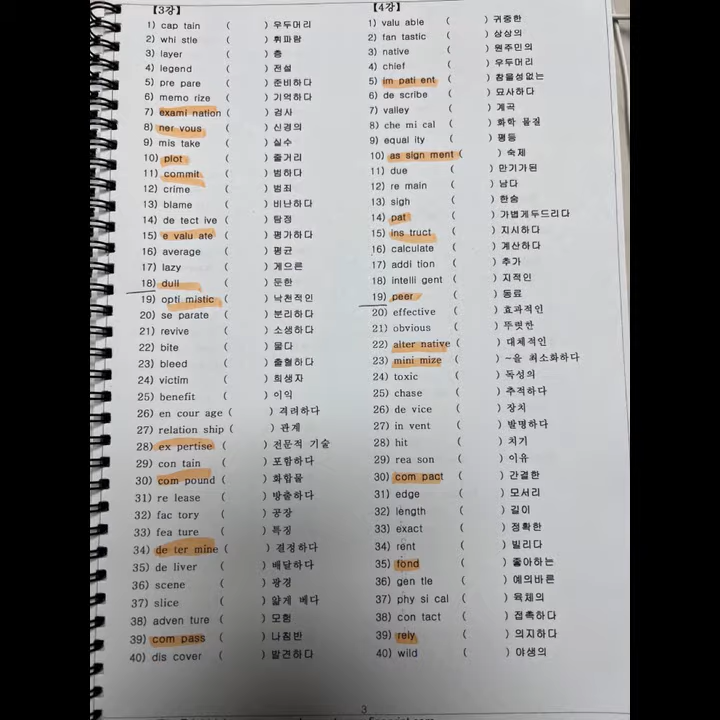 【3강】
1) cap tain ( ) 우두머리
2) whi stle ( ) 휘파람
3) layer ( ) 층
4) legend ( ) 전설
5) pre pare ( ) 준비하다
6) memo rize ( ) 기억하다
7) exami nation ( ) 검사
8) ner vous ( ) 신경의
9) mis take ( ) 실수
10) plot ( ) 줄거리
11) commit ( ) 범하다
12) crime ( ) 범죄
13) blame ( ) 비난하다
14) de tect ive ( ) 탐정
15) e valu ate ( ) 평가하다
16) average ( ) 평균
17) lazy ( ) 게으른
18) dull ( ) 둔한
19) opti mistic ( ) 낙천적인
20) se parate ( ) 분리하다
21) revive ( ) 소생하다
22) bite ( ) 물다
23) bleed ( ) 출혈하다
24) victim ( ) 희생자
25) benefit ( ) 이익
26) en cour age ( ) 격려하다
27) relation ship ( ) 관계
28) ex pertise ( ) 전문적 기술
29) con tain ( ) 포함하다
30) com pound ( ) 화합물
31) re lease ( ) 방출하다
32) fac tory ( ) 공장
33) fea ture ( ) 특징
34) de ter mine ( ) 결정하다
35) de liver ( ) 배달하다
36) scene ( ) 광경
37) slice ( ) 얇게 베다
38) adven ture ( ) 모험
39) com pass ( ) 나침반
40) dis cover ( ) 발견하다
【4강】
1) valu able ( ) 귀중한
2) fan tastic ( ) 상상의
3) native ( ) 원주민의
4) chief ( ) 우두머리
5) im pati ent ( ) 참을성없는
6) de scribe ( ) 묘사하다
7) valley ( ) 계곡
8) che mi cal ( ) 화학 물질
9) equal ity ( ) 평등
10) as sign ment ( ) 숙제
11) due ( ) 만기가된
12) re main ( ) 남다
13) sigh ( ) 한숨
14) pat ( ) 가볍게두드리다
15) ins truct ( ) 지시하다
16) calculate ( ) 계산하다
17) addi tion ( ) 추가
18) intelli gent ( ) 지적인
19) peer ( ) 동료
20) effective ( ) 효과적인
21) obvious ( ) 뚜렷한
22) alter native ( ) 대체적인
23) mini mize ( ) ~을 최소화하다
24) toxic ( ) 독성의
25) chase ( ) 추적하다
26) de vice ( ) 장치
27) in vent ( ) 발명하다
28) hit ( ) 치기
29) rea son ( ) 이유
30) com pact ( ) 간결한
31) edge ( ) 모서리
32) length ( ) 길이
33) exact ( ) 정확한
34) rent ( ) 빌리다
35) fond ( ) 좋아하는
36) gen tle ( ) 예의바른
37) phy si cal ( ) 육체의
38) con tact ( ) 접촉하다
39) rely ( ) 의지하다
40) wild ( ) 야생의
3